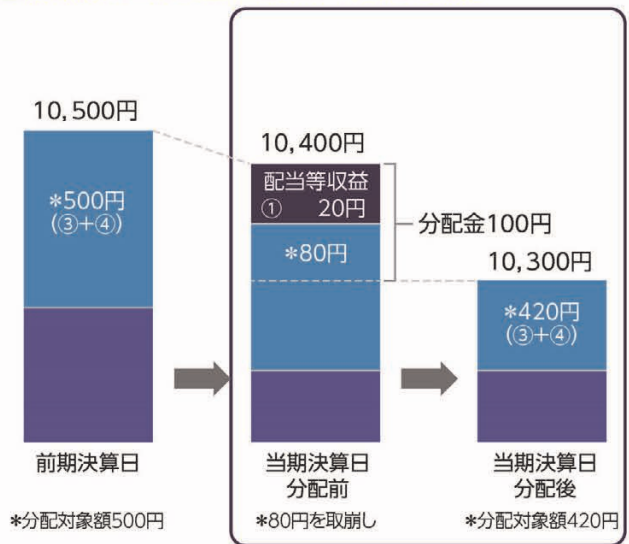 10,500円
*500円
(③+④)
前期決算日
*分配対象額500円
10,400円
配当等収益
① 20円
*80円
分配金100円
当期決算日
分配前
*80円を取崩し
10,300円
*420円
(③+④)
当期決算日
分配後
*分配対象額420円